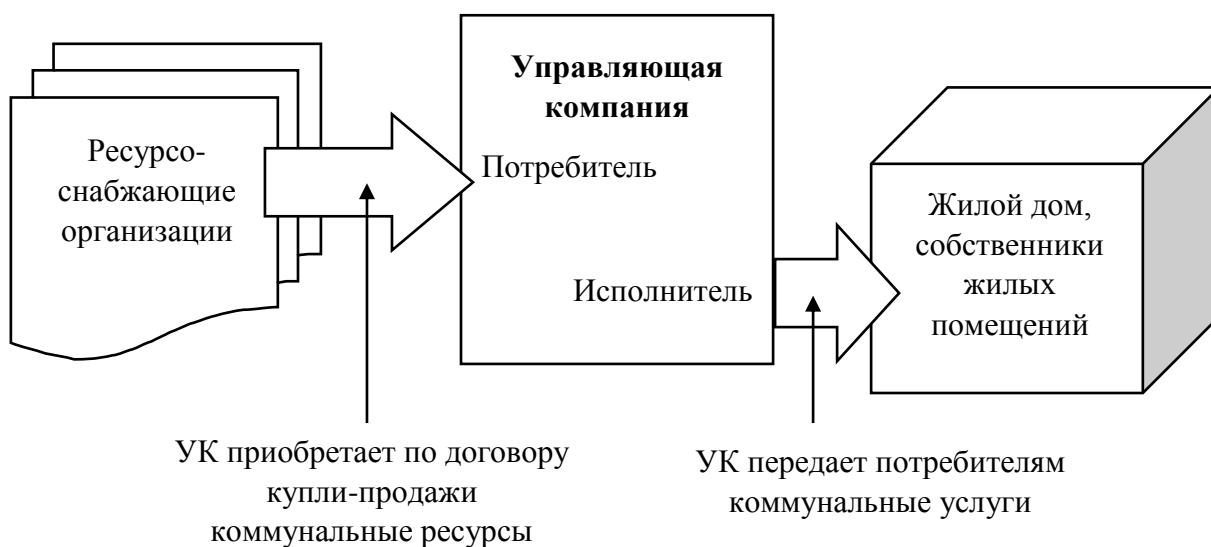 Управляющая
компания
Ресурсо-
снабжающие
организации
Потребитель
Исполнитель
Жилой дом,
собственники
жилых
помещений
УК приобретает по договору
купли-продажи
коммунальные ресурсы
УК передает потребителям
коммунальные услуги